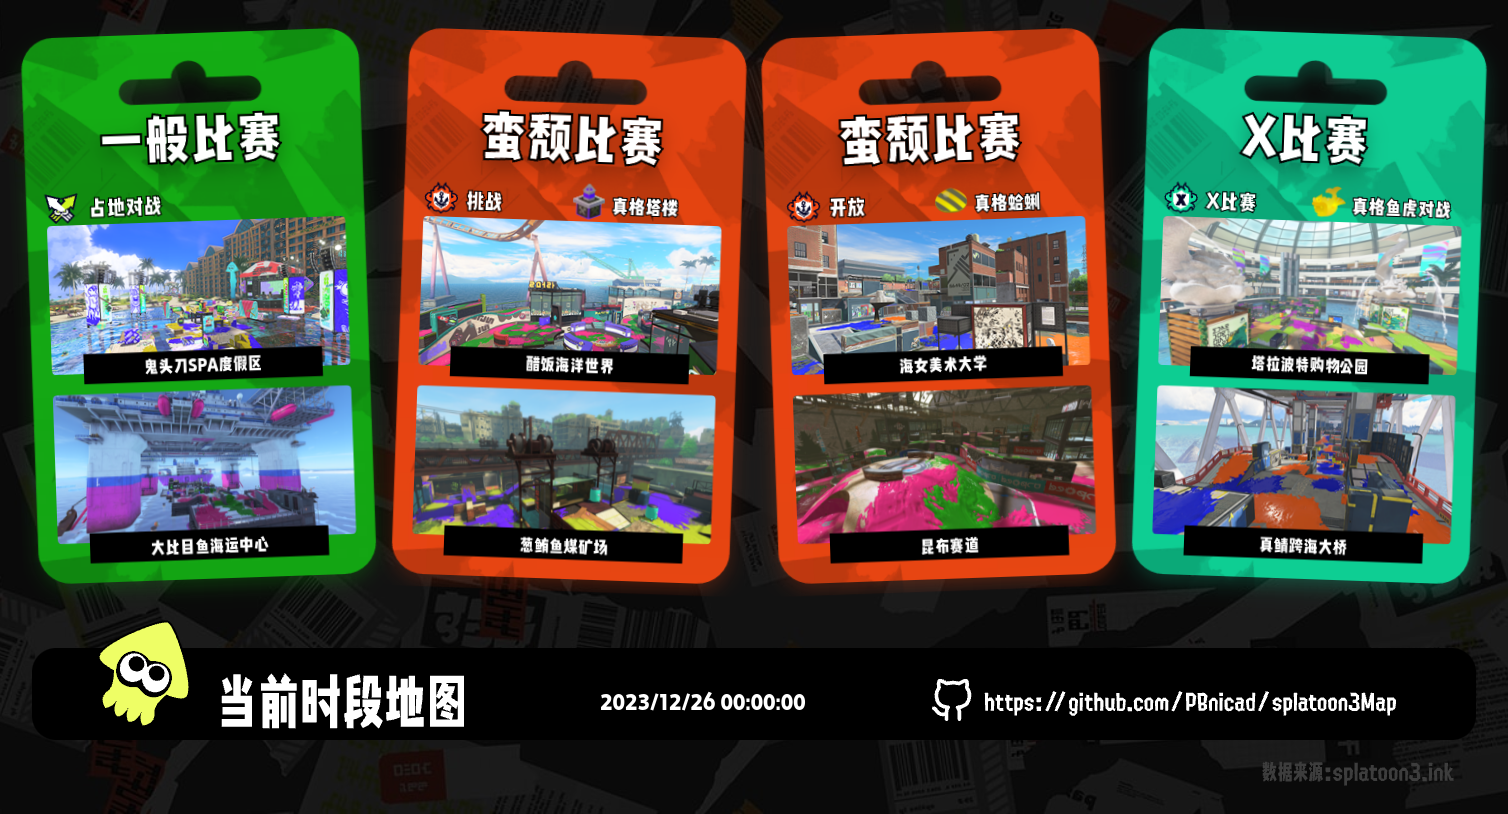 一般比赛
占地对战
鬼头刀SPA度假区
大比目鱼海运中心
蛮颓比赛
挑战
真格塔楼
醋饭海洋世界
葱鲔鱼煤矿场
蛮颓比赛
开放
真格蛤蜊
海女美术大学
昆布赛道
X比赛
X比赛
真格鱼虎对战
塔拉波特购物公园
真鲭跨海大桥
当前时段地图
2023/12/26 00:00:00
https://github.com/PBnicad/splatoon3Map
数据来源:splatoon3.ink